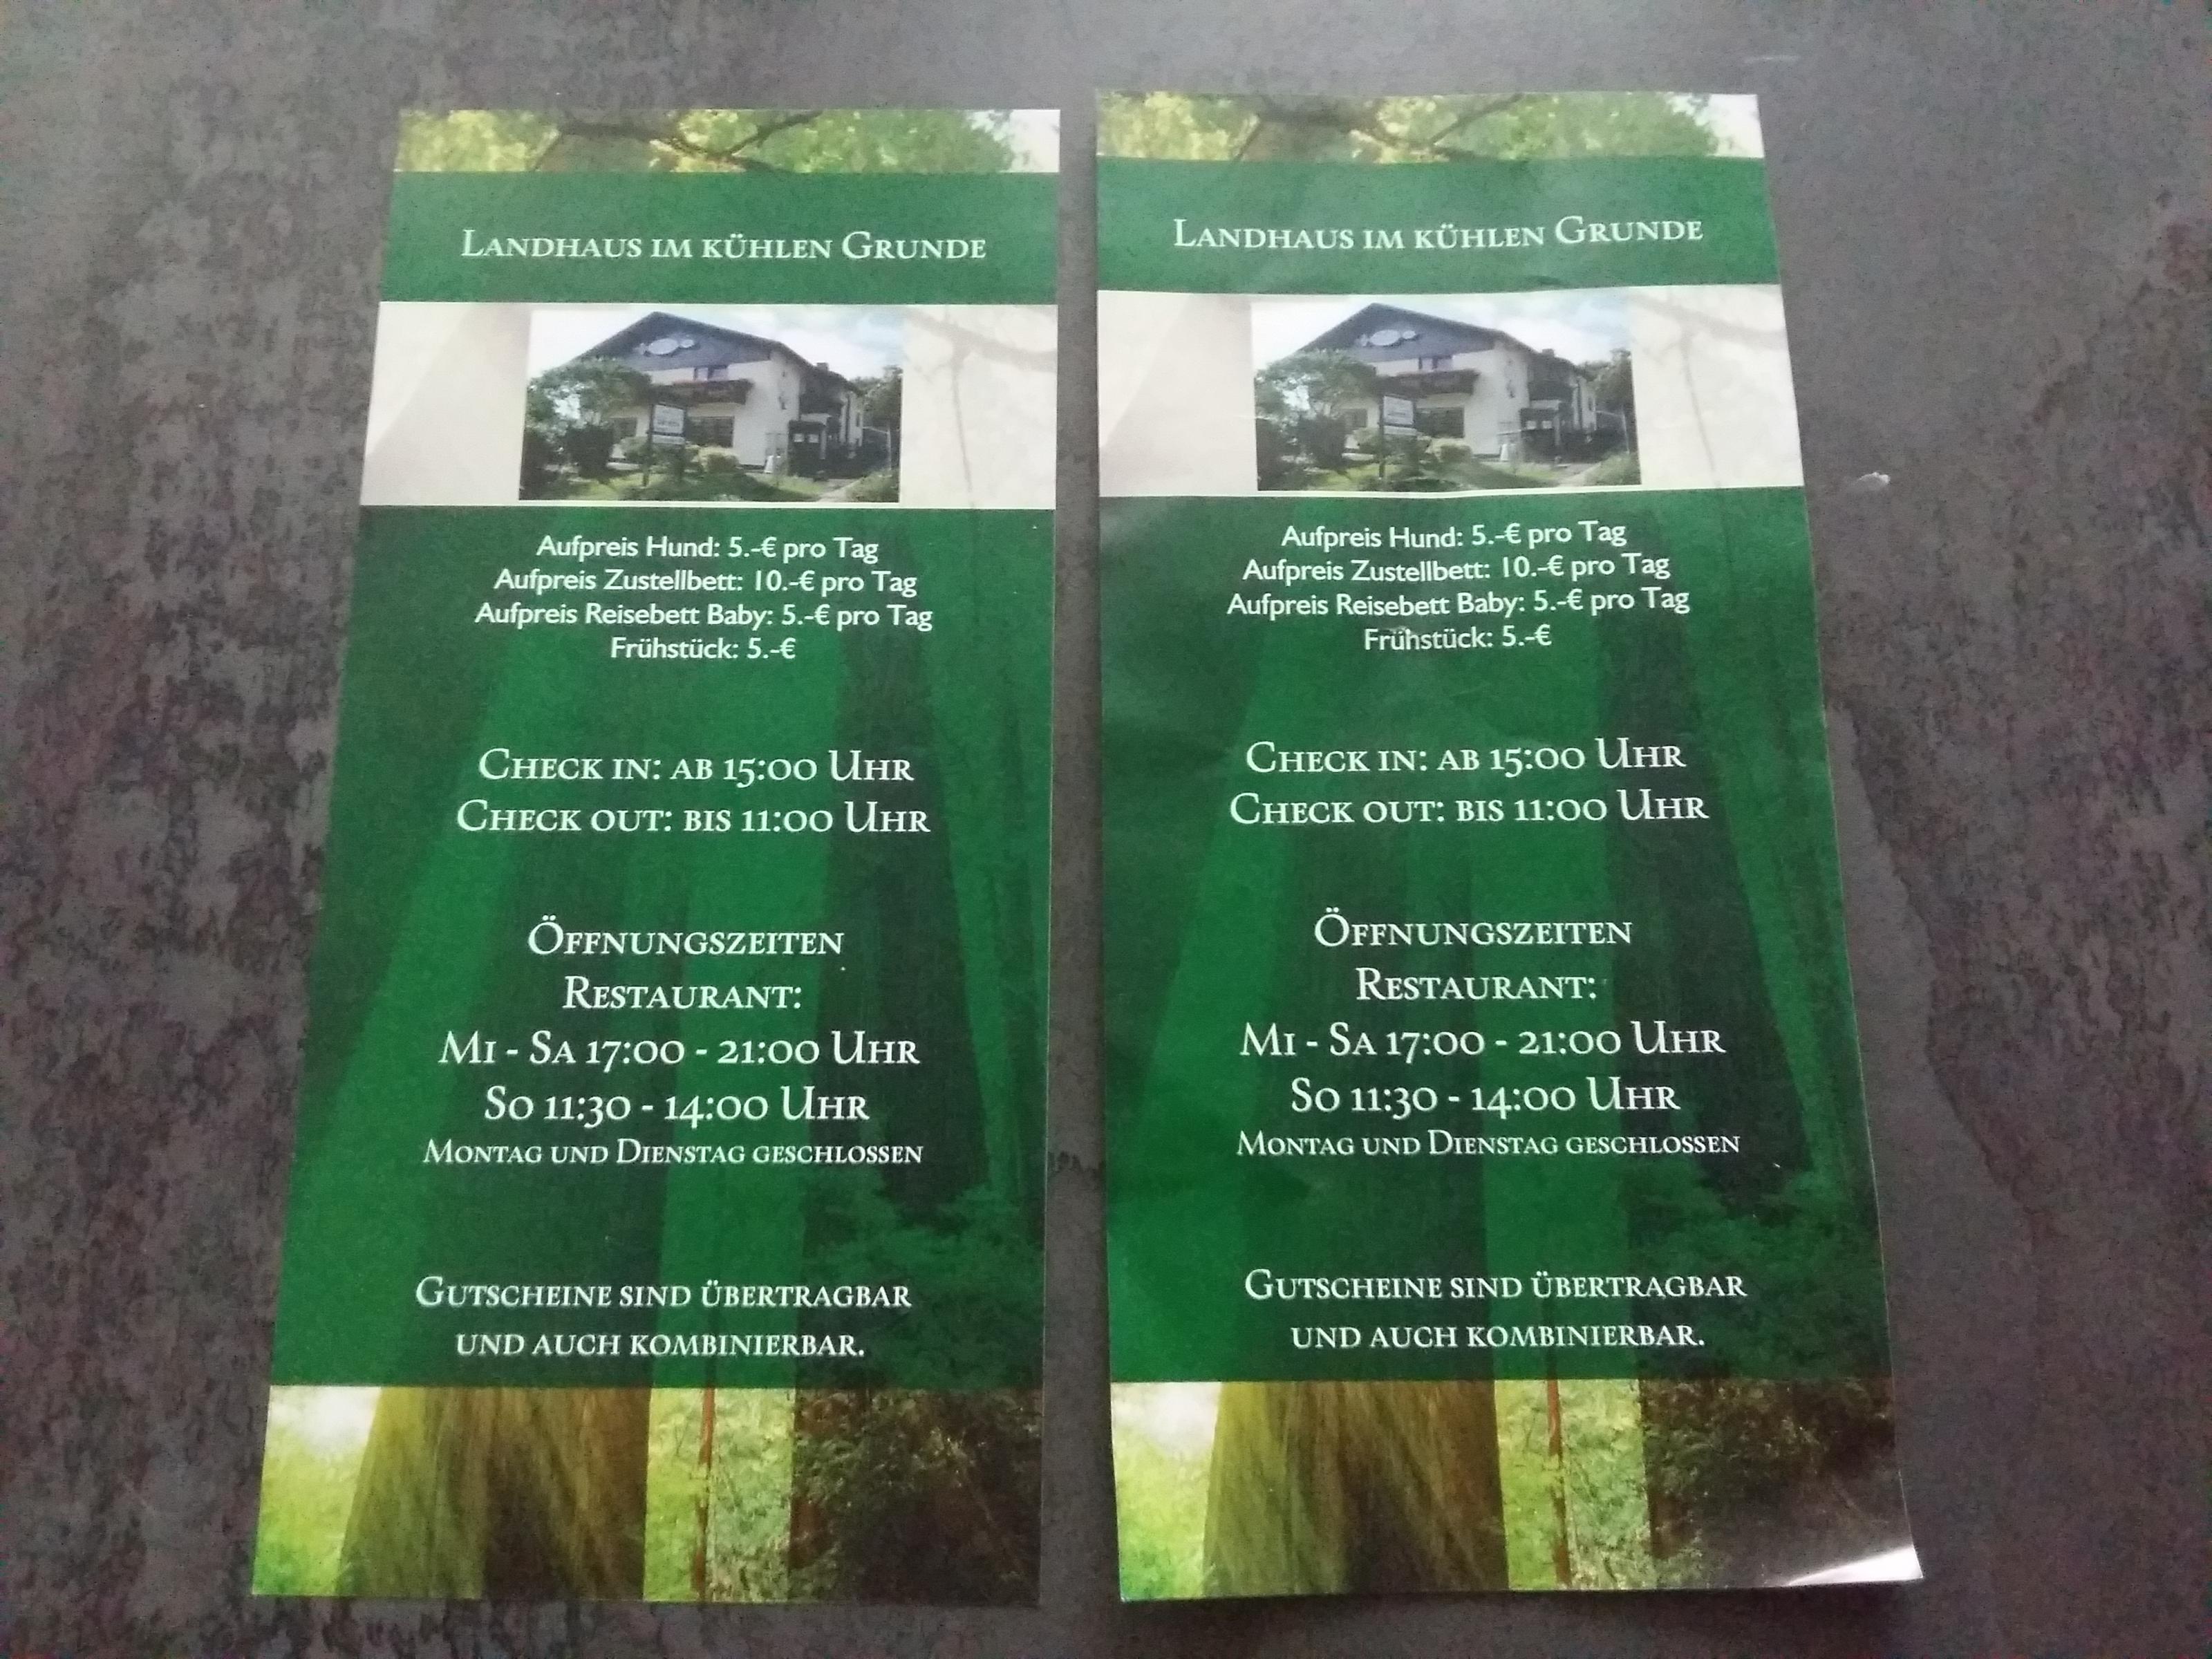 Landhaus im kühlen Grunde
Aufpreis Hund: 5.-€ pro Tag
Aufpreis Zustellbett: 10.-€ pro Tag
Aufpreis Reisebett Baby: 5.-€ pro Tag
Frühstück: 5.-€
Check in: ab 15:00 Uhr
Check out: bis 11:00 Uhr
Öffnungszeiten
Restaurant:
Mi - Sa 17:00 - 21:00 Uhr
So 11:30 - 14:00 Uhr
Montag und Dienstag geschlossen
Gutscheine sind übertragbar
und auch kombinierbar.
Landhaus im kühlen Grunde
Aufpreis Hund: 5.-€ pro Tag
Aufpreis Zustellbett: 10.-€ pro Tag
Aufpreis Reisebett Baby: 5.-€ pro Tag
Frühstück: 5.-€
Check in: ab 15:00 Uhr
Check out: bis 11:00 Uhr
Öffnungszeiten
Restaurant:
Mi - Sa 17:00 - 21:00 Uhr
So 11:30 - 14:00 Uhr
Montag und Dienstag geschlossen
Gutscheine sind übertragbar
und auch kombinierbar.